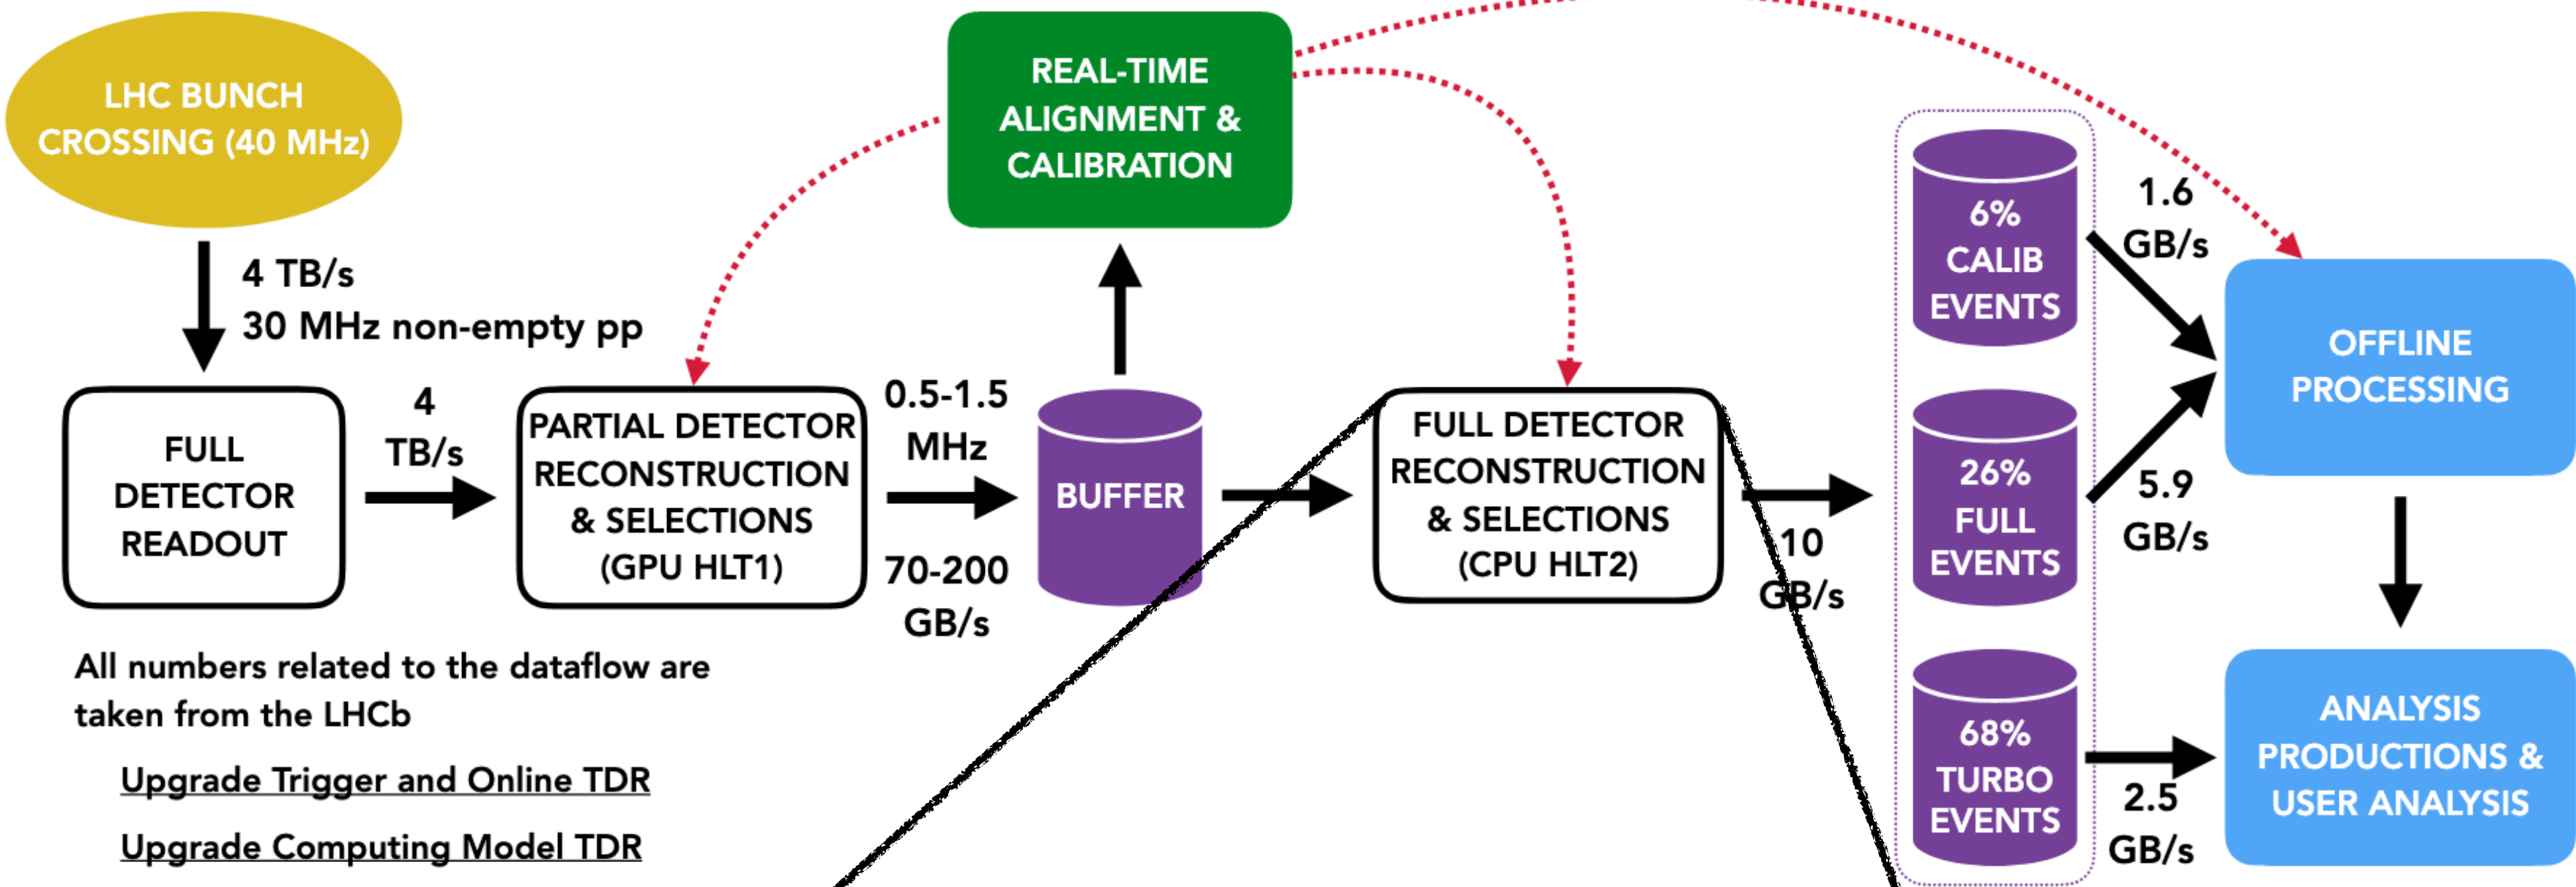 LHC BUNCH
CROSSING (40 MHz)
4 TB/s
30 MHz non-empty pp
FULL
DETECTOR
READOUT
4
TB/s
PARTIAL DETECTOR
RECONSTRUCTION
& SELECTIONS
(GPU HLT1)
0.5-1.5
MHz
70-200
GB/s
REAL-TIME
ALIGNMENT &
CALIBRATION
BUFFER
FULL DETECTOR
RECONSTRUCTION
& SELECTIONS
(CPU HLT2)
10
GB/s
6%
CALIB
EVENTS
1.6
GB/s
26%
FULL
EVENTS
5.9
GB/s
68%
TURBO
EVENTS
2.5
GB/s
OFFLINE
PROCESSING
ANALYSIS
PRODUCTIONS &
USER ANALYSIS
All numbers related to the dataflow are
taken from the LHCb
Upgrade Trigger and Online TDR
Upgrade Computing Model TDR